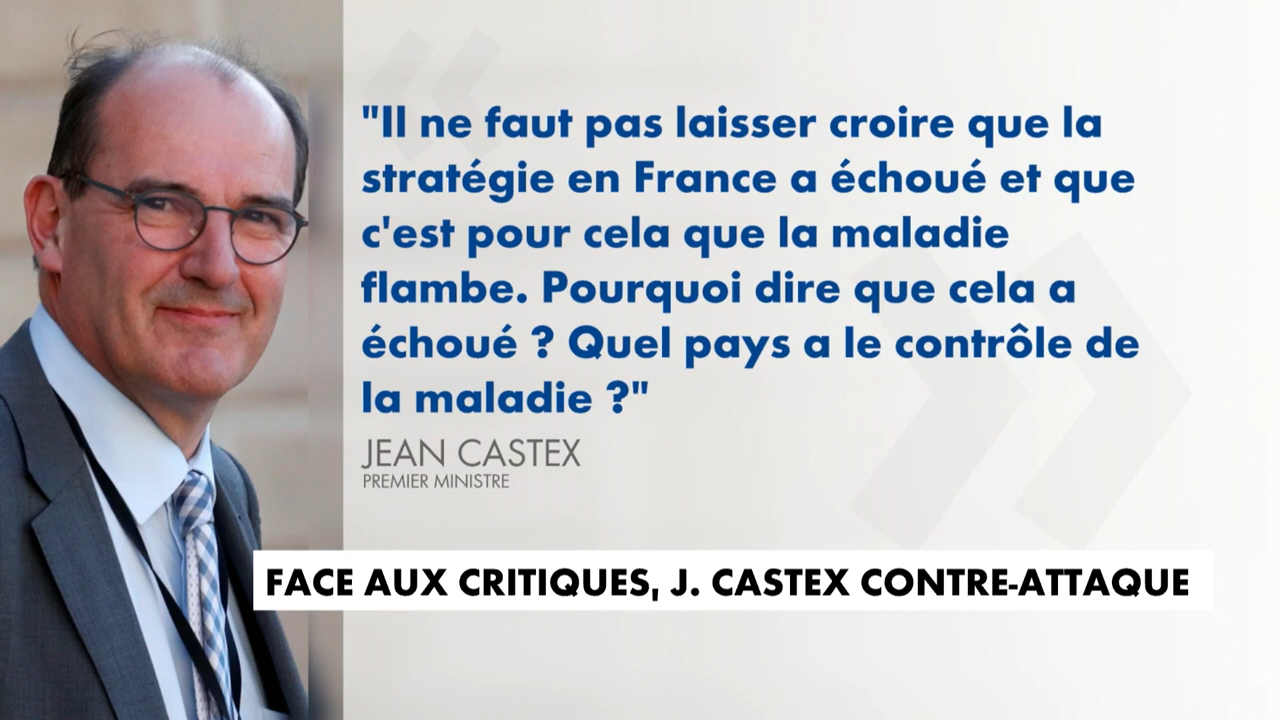 "Il ne faut pas laisser croire que la
stratégie en France a échoué et que
c'est pour cela que la maladie
flambe. Pourquoi dire que cela a
échoué ? Quel pays a le contrôle de
la maladie ?"
JEAN CASTEX
PREMIER MINISTRE
FACE AUX CRITIQUES, J. CASTEX CONTRE-ATTAQUE